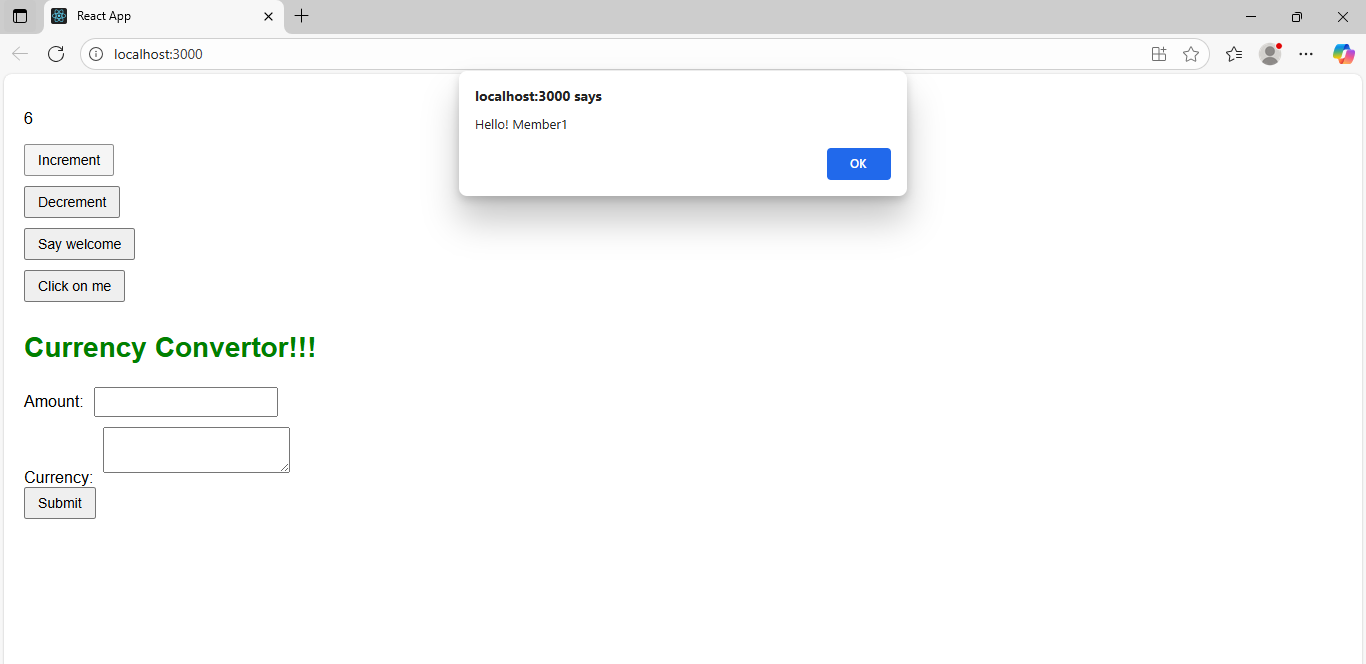 React App
localhost:3000
localhost:3000 says
Hello! Member1
OK
6
Increment
Decrement
Say welcome
Click on me
Currency Convertor!!!
Amount:
Currency:
Submit